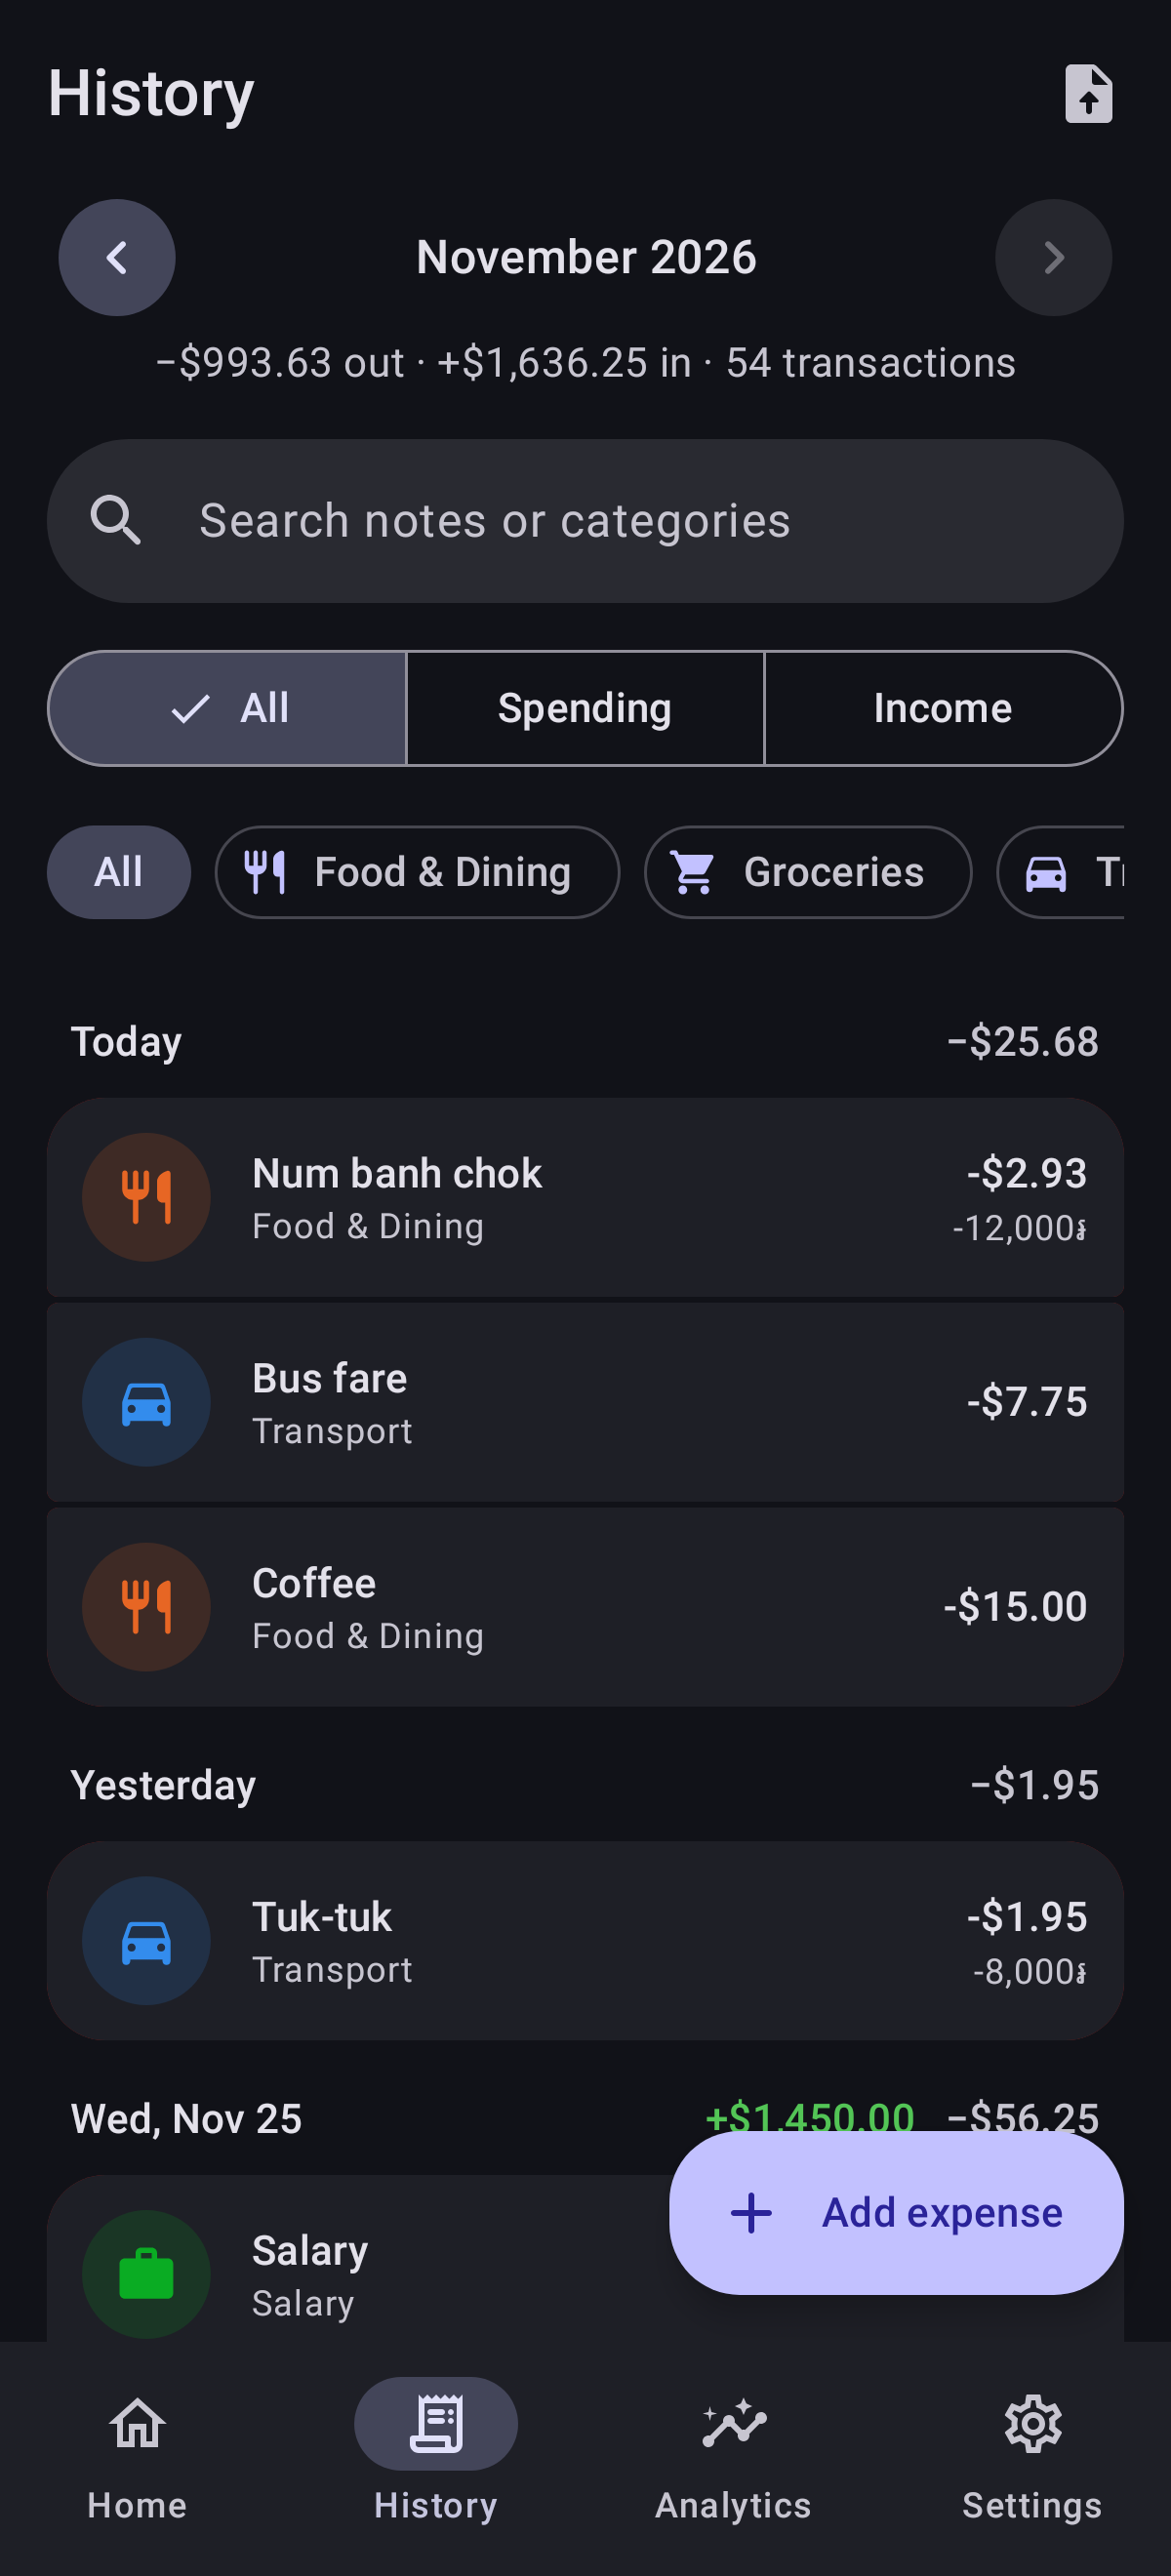 History
November 2026
−$993.63 out · +$1,636.25 in · 54 transactions
Search notes or categories
All
Spending
Income
All
Food & Dining
Groceries
Today
−$25.68
Num banh chok
-$2.93
Food & Dining
-12,000៛
Bus fare
-$7.75
Transport
Coffee
-$15.00
Food & Dining
Yesterday
−$1.95
Tuk-tuk
-$1.95
Transport
-8,000៛
Wed, Nov 25
+$1,450.00
−$56.25
Add expense
Salary
Salary
Home
History
Analytics
Settings